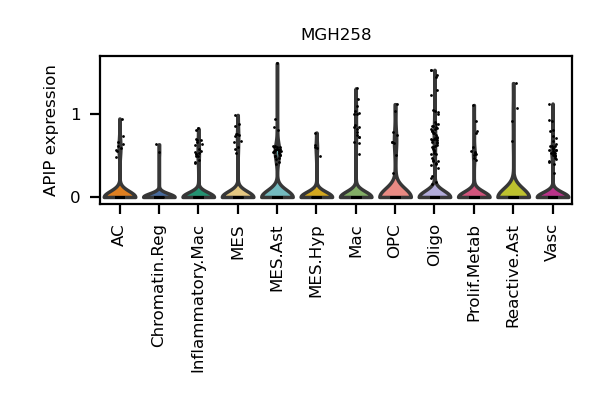 MGH258
APIP expression
1
0
AC
Chromatin.Reg
Inflammatory.Mac
MES
MES.Ast
MES.Hyp
Mac
OPC
Oligo
Prolif.Metab
Reactive.Ast
Vasc